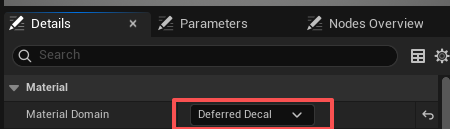 Details × Parameters Nodes Overview
Search
Material
Material Domain Deferred Decal